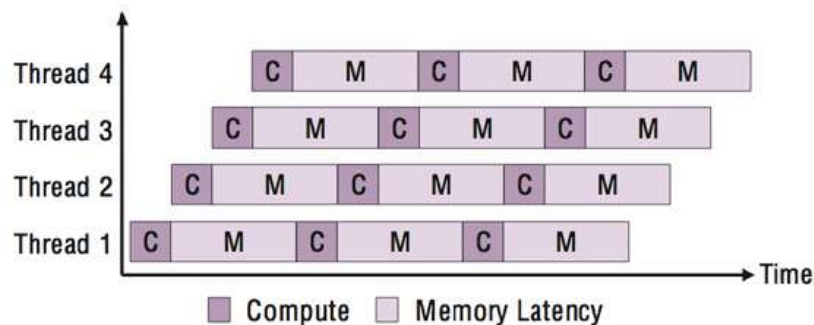 Thread 4 C M C M C M
Thread 3 C M C M C M
Thread 2 C M C M C M
Thread 1 C M C M C M
Time
Compute Memory Latency